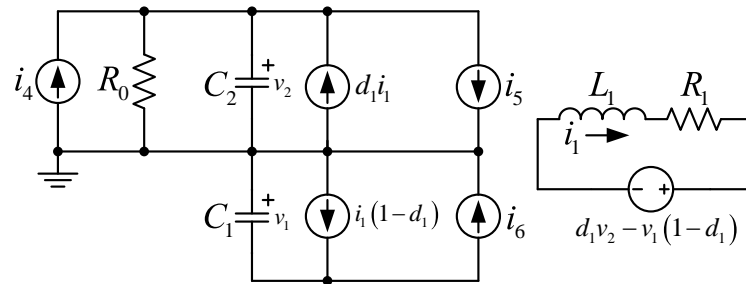 i₄
R₀
C₂
+
v₂
d₁i₁
i₅
C₁
+
v₁
i₁(1−d₁)
i₆
L₁
R₁
i₁
− +
d₁v₂−v₁(1−d₁)